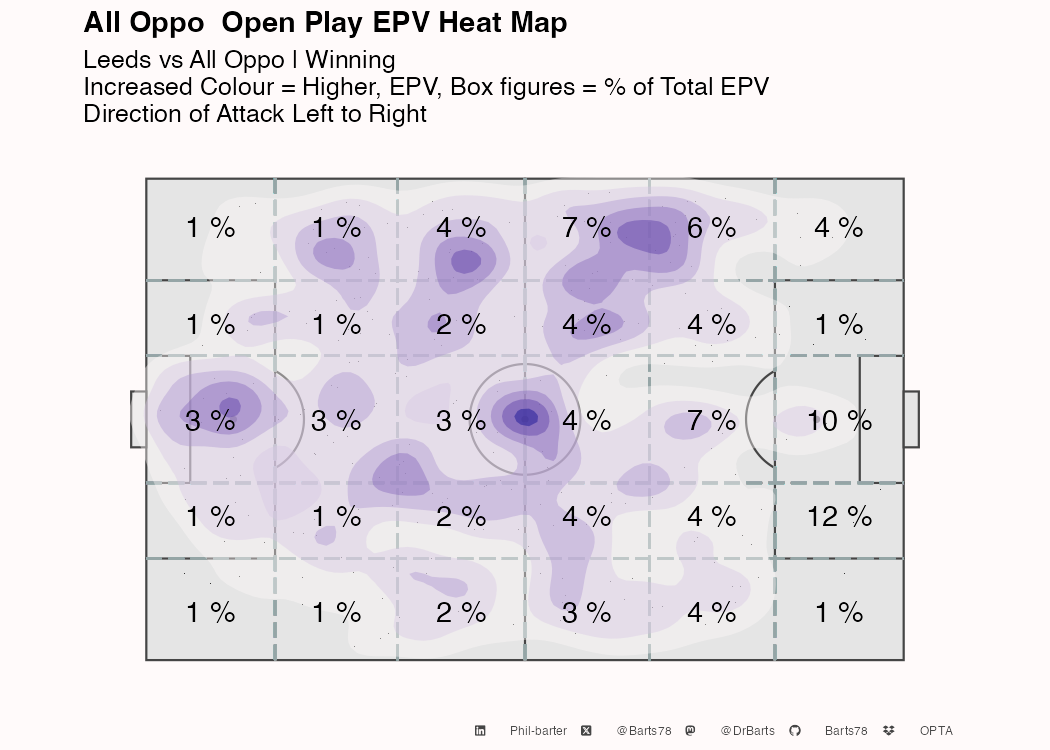 All Oppo  Open Play EPV Heat Map
Leeds vs All Oppo | Winning
Increased Colour = Higher, EPV, Box figures = % of Total EPV
Direction of Attack Left to Right
1 % 1 % 4 % 7 % 6 % 4 %
1 % 1 % 2 % 4 % 4 % 1 %
3 % 3 % 3 % 4 % 7 % 10 %
1 % 1 % 2 % 4 % 4 % 12 %
1 % 1 % 2 % 3 % 4 % 1 %
Phil-barter @Barts78 @DrBarts Barts78 OPTA